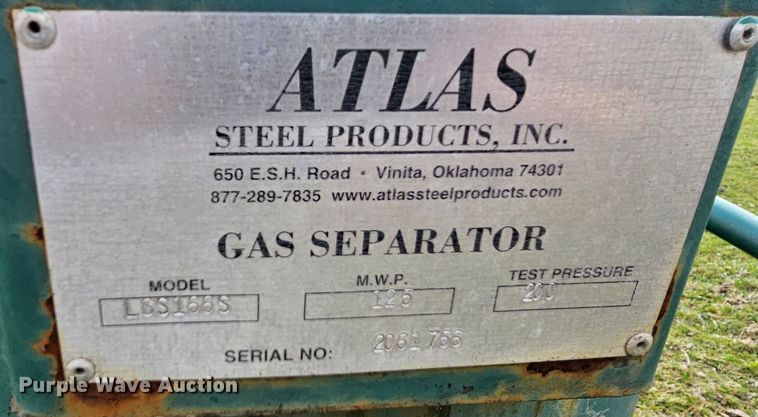 ATLAS
STEEL PRODUCTS, INC.
650 E.S.H. Road • Vinita, Oklahoma 74301
877-289-7835 www.atlassteelproducts.com
GAS SEPARATOR
MODEL M.W.P. TEST PRESSURE
125 200
SERIAL NO: 2061756
Purple Wave Auction